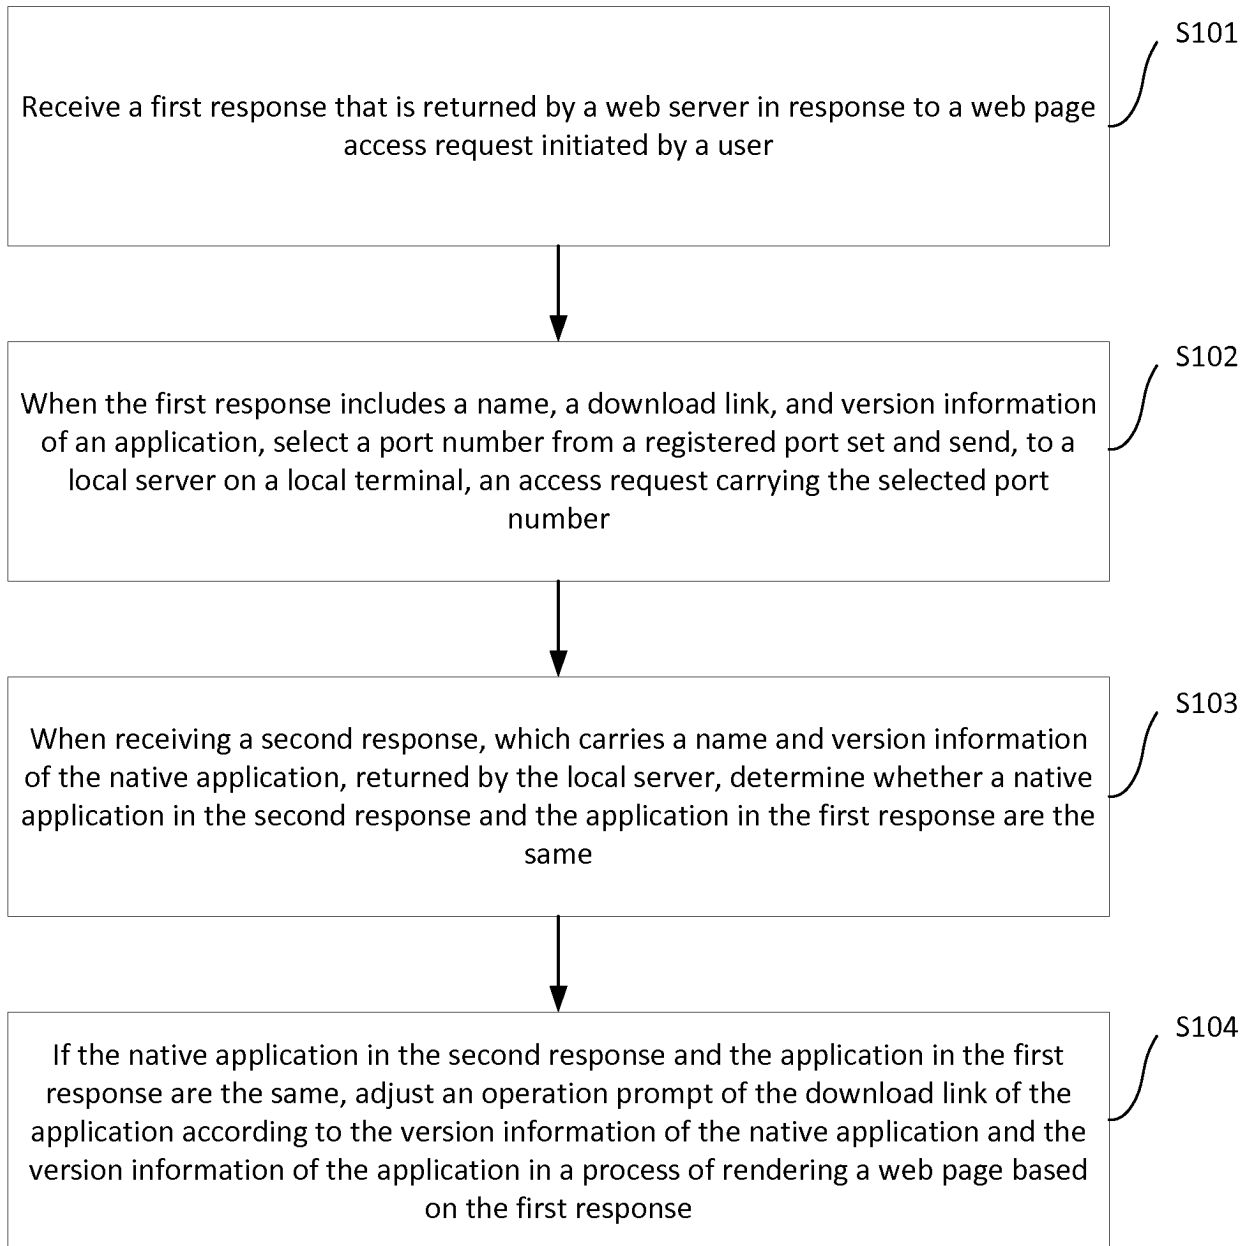 S101
Receive a first response that is returned by a web server in response to a web page
access request initiated by a user
S102
When the first response includes a name, a download link, and version information
of an application, select a port number from a registered port set and send, to a
local server on a local terminal, an access request carrying the selected port
number
S103
When receiving a second response, which carries a name and version information
of the native application, returned by the local server, determine whether a native
application in the second response and the application in the first response are the
same
S104
If the native application in the second response and the application in the first
response are the same, adjust an operation prompt of the download link of the
application according to the version information of the native application and the
version information of the application in a process of rendering a web page based
on the first response